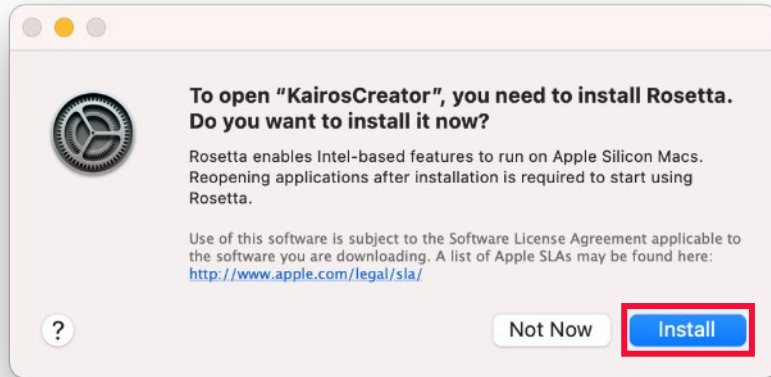 To open “KairosCreator”, you need to install Rosetta.
Do you want to install it now?
Rosetta enables Intel-based features to run on Apple Silicon Macs.
Reopening applications after installation is required to start using
Rosetta.
Use of this software is subject to the Software License Agreement applicable to
the software you are downloading. A list of Apple SLAs may be found here:
http://www.apple.com/legal/sla/
? Not Now Install